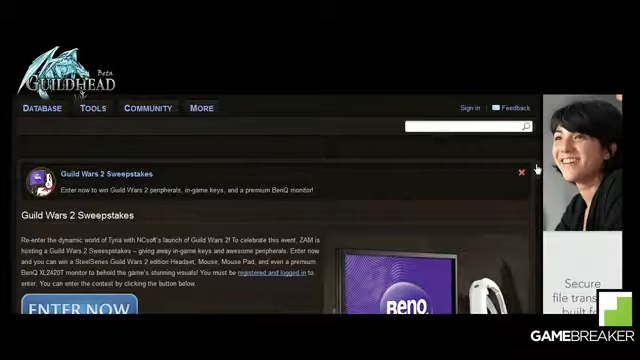 Beta
GUILDHEAD
DATABASE TOOLS COMMUNITY MORE Sign in | Feedback
Guild Wars 2 Sweepstakes
Enter now to win Guild Wars 2 peripherals, in-game keys, and a premium BenQ monitor!
Guild Wars 2 Sweepstakes
Re-enter the dynamic world of Tyria with NCsoft's launch of Guild Wars 2! To celebrate this event, ZAM is
hosting a Guild Wars 2 Sweepstakes – giving away in-game keys and awesome peripherals. Enter now
and you can win a SteelSeries Guild Wars 2 edition Headset, Mouse, Mouse Pad, and even a premium
BenQ XL2420T monitor to behold the game's stunning visuals! You must be registered and logged in to
enter. You can enter the contest by clicking the button below.
ENTER NOW
BenQ
Secure
file trans
built fo
GAMEBREAKER